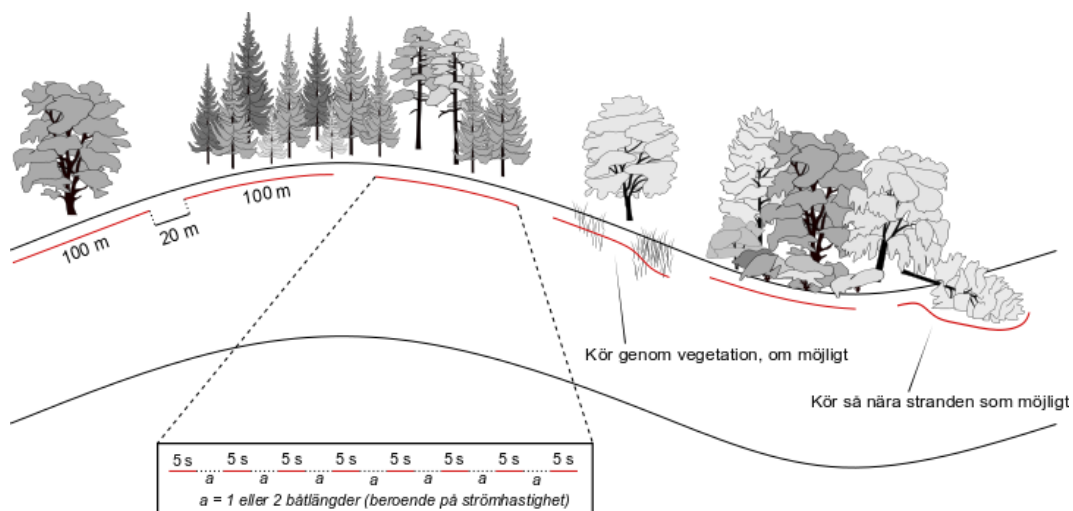 100 m
20 m
100 m
Kör genom vegetation, om möjligt
Kör så nära stranden som möjligt
5 s 5 s 5 s 5 s 5 s 5 s 5 s 5 s
a a a a a a a
a = 1 eller 2 båtlängder (beroende på strömhastighet)